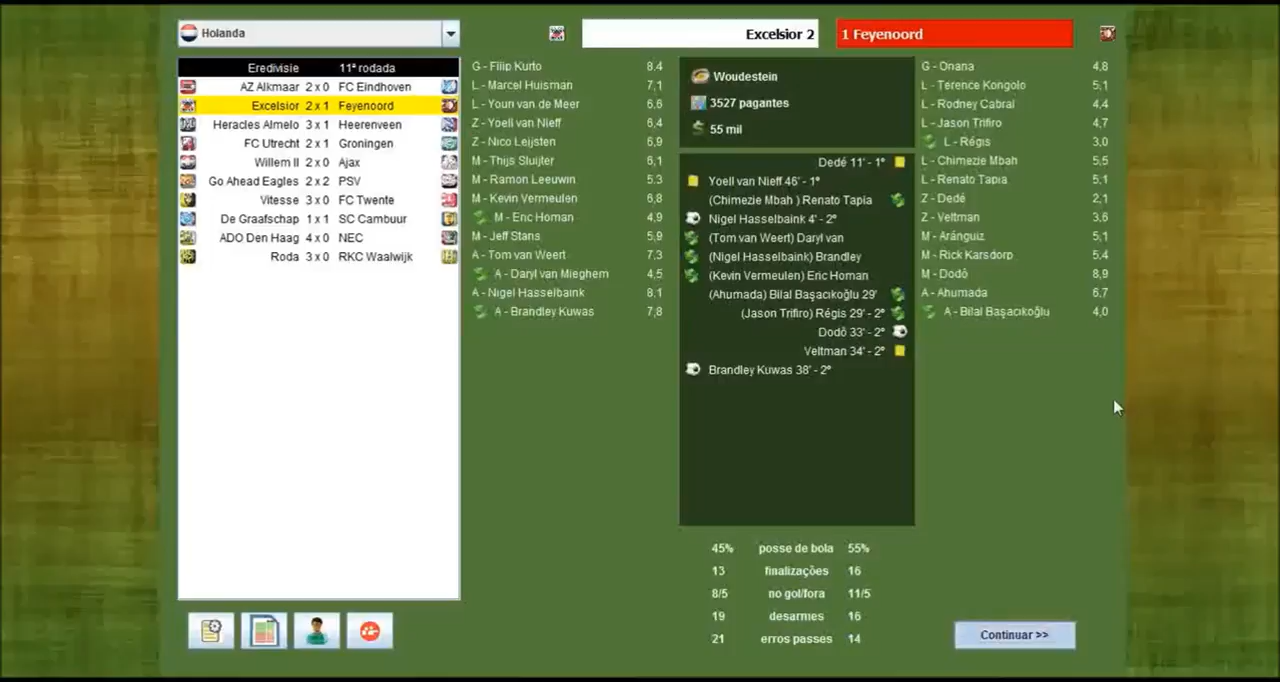 Holanda
Excelsior 2
1 Feyenoord
Eredivisie 11ª rodada
AZ Alkmaar 2 x 0 FC Eindhoven
Excelsior 2 x 1 Feyenoord
Heracles Almelo 3 x 1 Heerenveen
FC Utrecht 2 x 1 Groningen
Willem II 2 x 0 Ajax
Go Ahead Eagles 2 x 2 PSV
Vitesse 3 x 0 FC Twente
De Graafschap 1 x 1 SC Cambuur
ADO Den Haag 4 x 0 NEC
Roda 3 x 0 RKC Waalwijk
G - Filip Kurto 8,4
L - Marcel Huisman 7,1
L - Youn van de Meer 6,6
Z - Yoell van Nieff 6,4
Z - Nico Leijsten 6,9
M - Thijs Sluijter 6,1
M - Ramon Leeuwin 5,3
M - Kevin Vermeulen 6,8
M - Eric Homan 4,9
M - Jeff Stans 5,9
A - Tom van Weert 7,3
A - Daryl van Mieghem 4,5
A - Nigel Hasselbaink 8,1
A - Brandley Kuwas 7,8
Woudestein
3527 pagantes
55 mil
Dedé 11' - 1º
Yoell van Nieff 46' - 1º
(Chimezie Mbah ) Renato Tapia
Nigel Hasselbaink 4' - 2º
(Tom van Weert) Daryl van
(Nigel Hasselbaink) Brandley
(Kevin Vermeulen) Eric Homan
(Ahumada) Bilal Başacıkoğlu 29'
(Jason Trifiro) Régis 29' - 2º
Dodô 33' - 2º
Veltman 34' - 2º
Brandley Kuwas 38' - 2º
G - Onana 4,8
L - Terence Kongolo 5,1
L - Rodney Cabral 4,4
L - Jason Trifiro 4,7
L - Régis 3,0
L - Chimezie Mbah 5,5
L - Renato Tapia 5,1
Z - Dedé 2,1
Z - Veltman 3,6
M - Aránguiz 5,1
M - Rick Karsdorp 5,4
M - Dodô 8,9
A - Ahumada 6,7
A - Bilal Başacıkoğlu 4,0
45% posse de bola 55%
13 finalizações 16
8/5 no gol/fora 11/5
19 desarmes 16
21 erros passes 14
Continuar >>